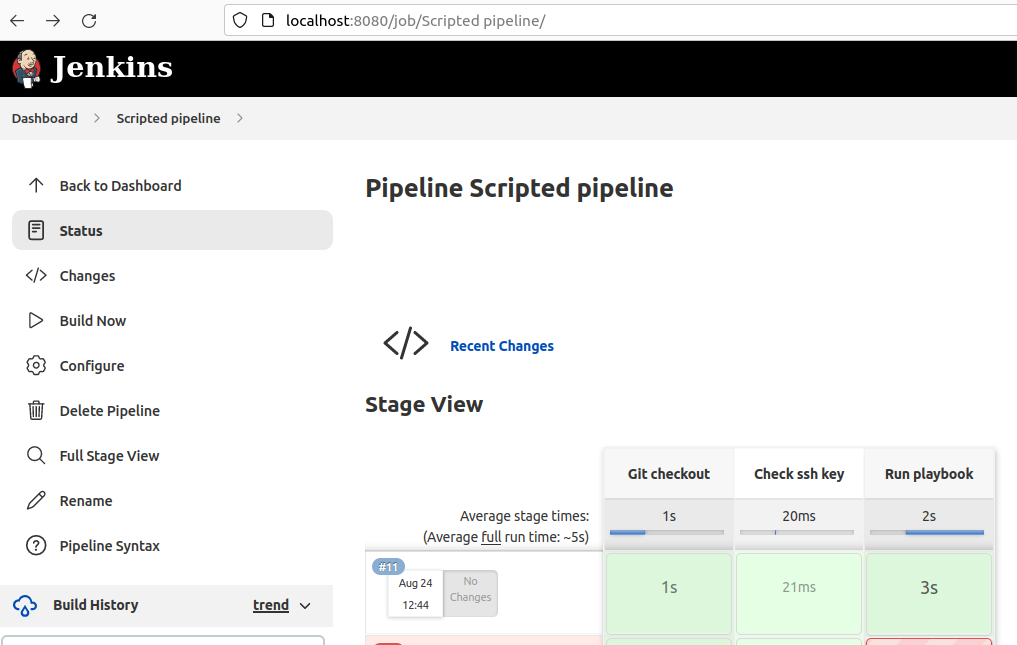 localhost:8080/job/Scripted pipeline/
Jenkins
Dashboard > Scripted pipeline >
Back to Dashboard
Status
Changes
Build Now
Configure
Delete Pipeline
Full Stage View
Rename
Pipeline Syntax
Build History trend
Pipeline Scripted pipeline
Recent Changes
Stage View
Git checkout Check ssh key Run playbook
Average stage times:
(Average full run time: ~5s)
1s 20ms 2s
#11
Aug 24
12:44
No
Changes
1s 21ms 3s